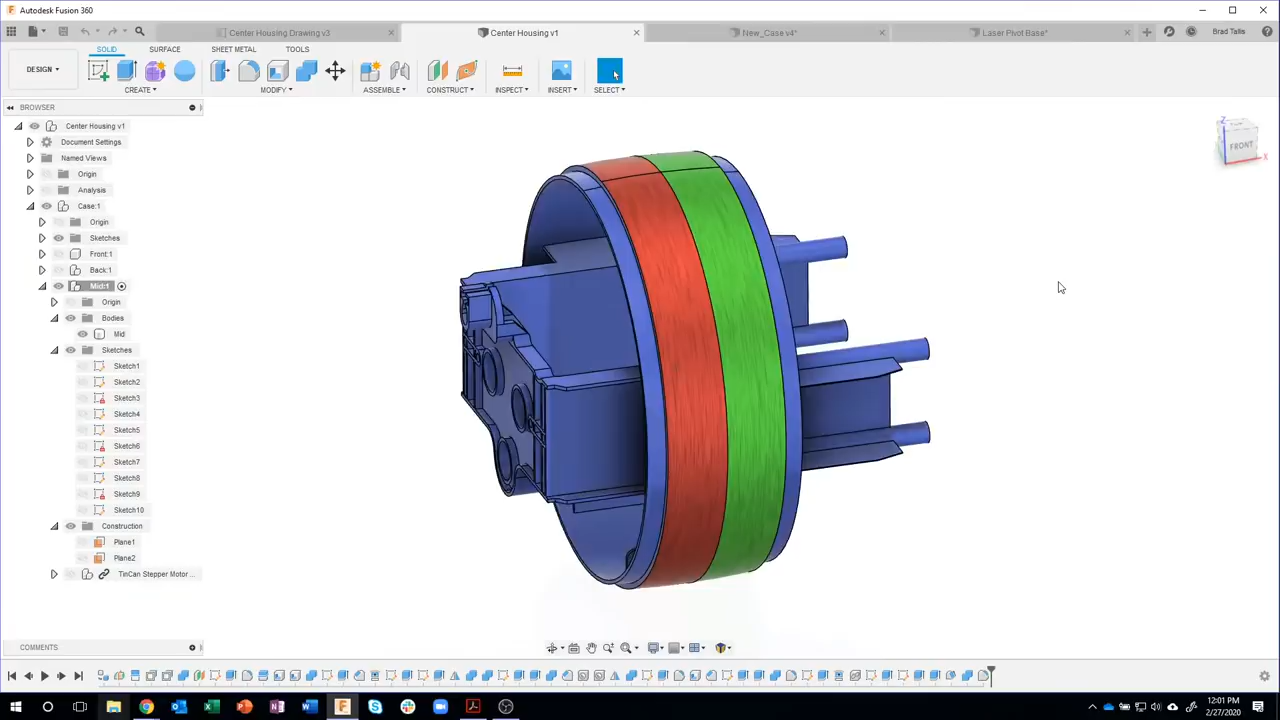 Autodesk Fusion 360
Center Housing Drawing v3
Center Housing v1
New_Case v4*
Laser Pivot Base*
Brad Tallis
DESIGN
SOLID
SURFACE
SHEET METAL
TOOLS
CREATE
MODIFY
ASSEMBLE
CONSTRUCT
INSPECT
INSERT
SELECT
BROWSER
Center Housing v1
Document Settings
Named Views
Origin
Analysis
Case:1
Origin
Sketches
Front:1
Back:1
Mid:1
Origin
Bodies
Mid
Sketches
Sketch1
Sketch2
Sketch3
Sketch4
Sketch5
Sketch6
Sketch7
Sketch8
Sketch9
Sketch10
Construction
Plane1
Plane2
TinCan Stepper Motor ...
Z
FRONT
X
COMMENTS
12:01 PM
2/27/2020